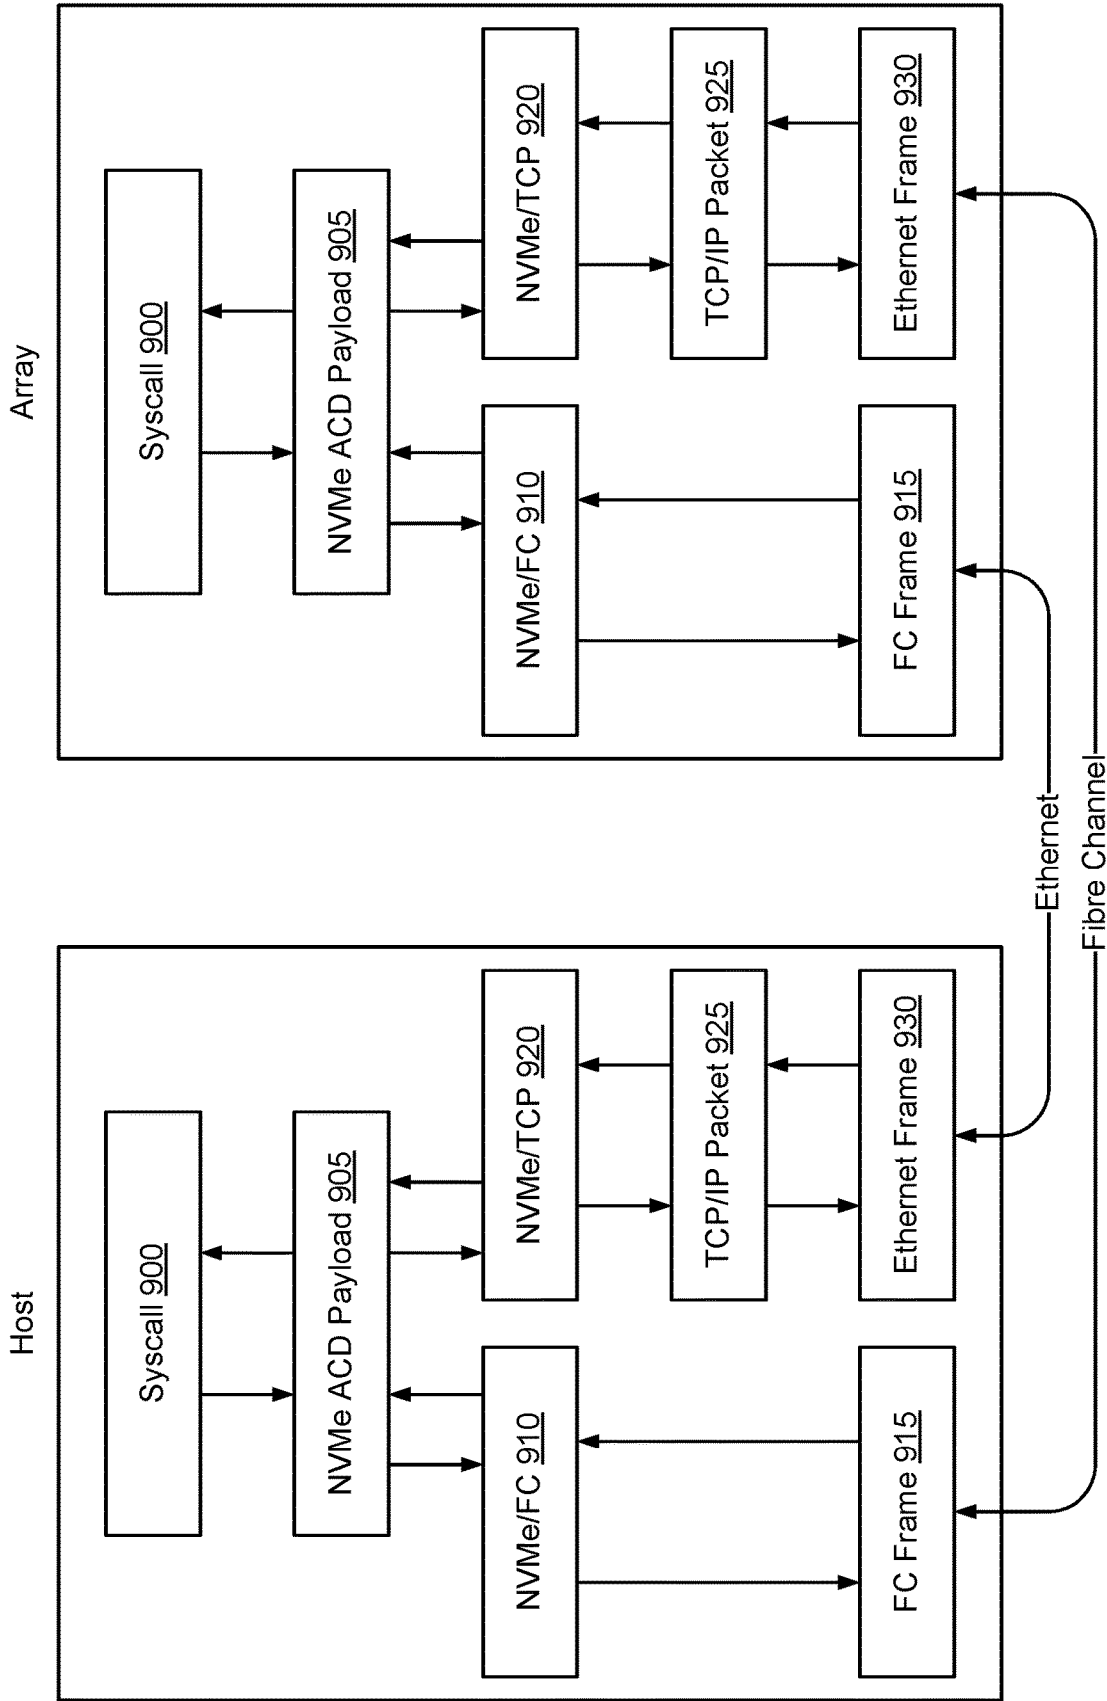 Host
Syscall 900
NVMe ACD Payload 905
NVMe/FC 910
NVMe/TCP 920
TCP/IP Packet 925
FC Frame 915
Ethernet Frame 930
Array
Syscall 900
NVMe ACD Payload 905
NVMe/FC 910
NVMe/TCP 920
TCP/IP Packet 925
FC Frame 915
Ethernet Frame 930
Ethernet
Fibre Channel